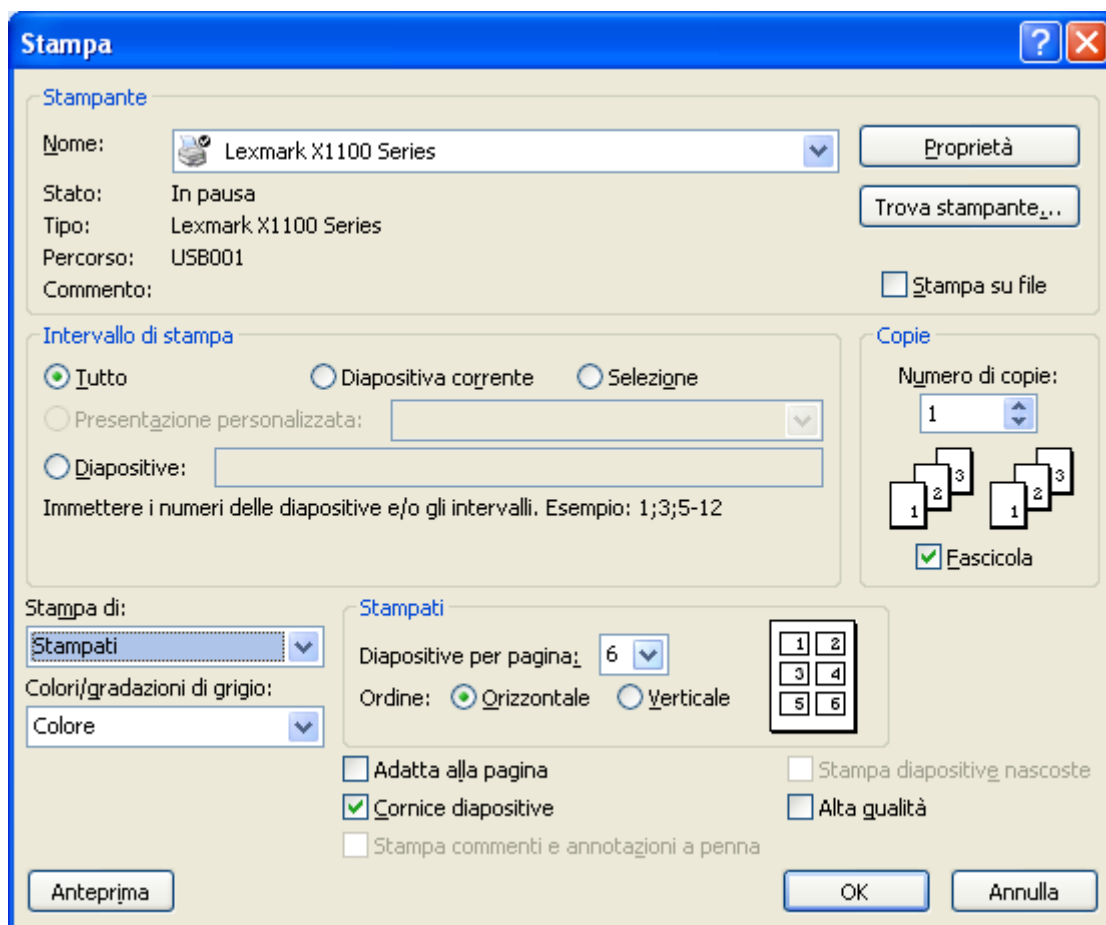 Stampa
Stampante
Nome: Lexmark X1100 Series Proprietà
Stato: In pausa Trova stampante...
Tipo: Lexmark X1100 Series
Percorso: USB001
Commento: Stampa su file
Intervallo di stampa Copie
Tutto Diapositiva corrente Selezione Numero di copie:
Presentazione personalizzata: 1
Diapositive:
Immettere i numeri delle diapositive e/o gli intervalli. Esempio: 1;3;5-12
1 2 3 1 2 3
Fascicola
Stampa di: Stampati
Stampati Diapositive per pagina: 6 1 2
Colori/gradazioni di grigio: 3 4
Colore Ordine: Orizzontale Verticale 5 6
Adatta alla pagina Stampa diapositive nascoste
Cornice diapositive Alta qualità
Stampa commenti e annotazioni a penna
Anteprima OK Annulla